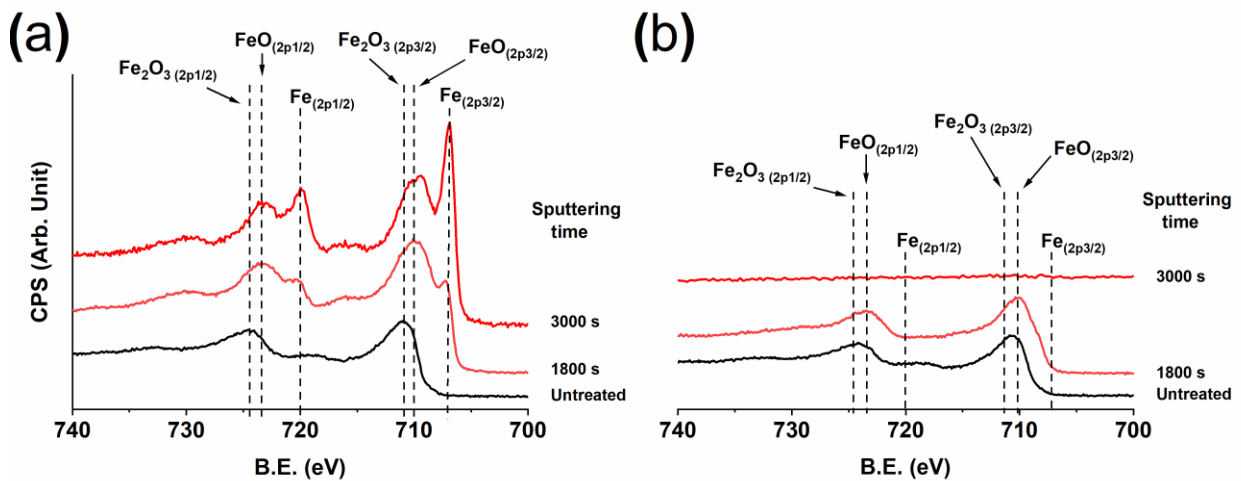 (a)
FeO(2p1/2)
Fe2O3 (2p3/2)
Fe2O3 (2p1/2)
FeO(2p3/2)
Fe(2p1/2)
Fe(2p3/2)
Sputtering
time
3000 s
1800 s
Untreated
CPS (Arb. Unit)
740
730
720
710
700
B.E. (eV)
(b)
Fe2O3 (2p3/2)
FeO(2p1/2)
FeO(2p3/2)
Fe2O3 (2p1/2)
Sputtering
time
Fe(2p1/2)
Fe(2p3/2)
3000 s
1800 s
Untreated
740
730
720
710
700
B.E. (eV)